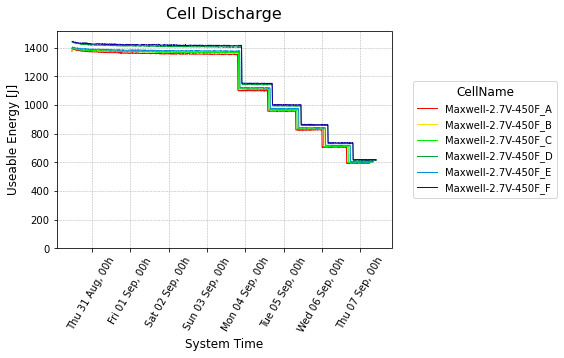 Cell Discharge
Useable Energy [J]
1400
1200
1000
800
600
400
200
0
Thu 31 Aug, 00h
Fri 01 Sep, 00h
Sat 02 Sep, 00h
Sun 03 Sep, 00h
Mon 04 Sep, 00h
Tue 05 Sep, 00h
Wed 06 Sep, 00h
Thu 07 Sep, 00h
System Time
CellName
Maxwell-2.7V-450F_A
Maxwell-2.7V-450F_B
Maxwell-2.7V-450F_C
Maxwell-2.7V-450F_D
Maxwell-2.7V-450F_E
Maxwell-2.7V-450F_F